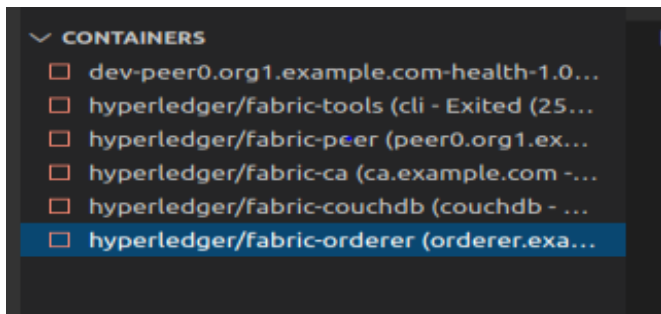 CONTAINERS
dev-peer0.org1.example.com-health-1.0...
hyperledger/fabric-tools (cli - Exited (25...
hyperledger/fabric-peer (peer0.org1.ex...
hyperledger/fabric-ca (ca.example.com -...
hyperledger/fabric-couchdb (couchdb - ...
hyperledger/fabric-orderer (orderer.exa...